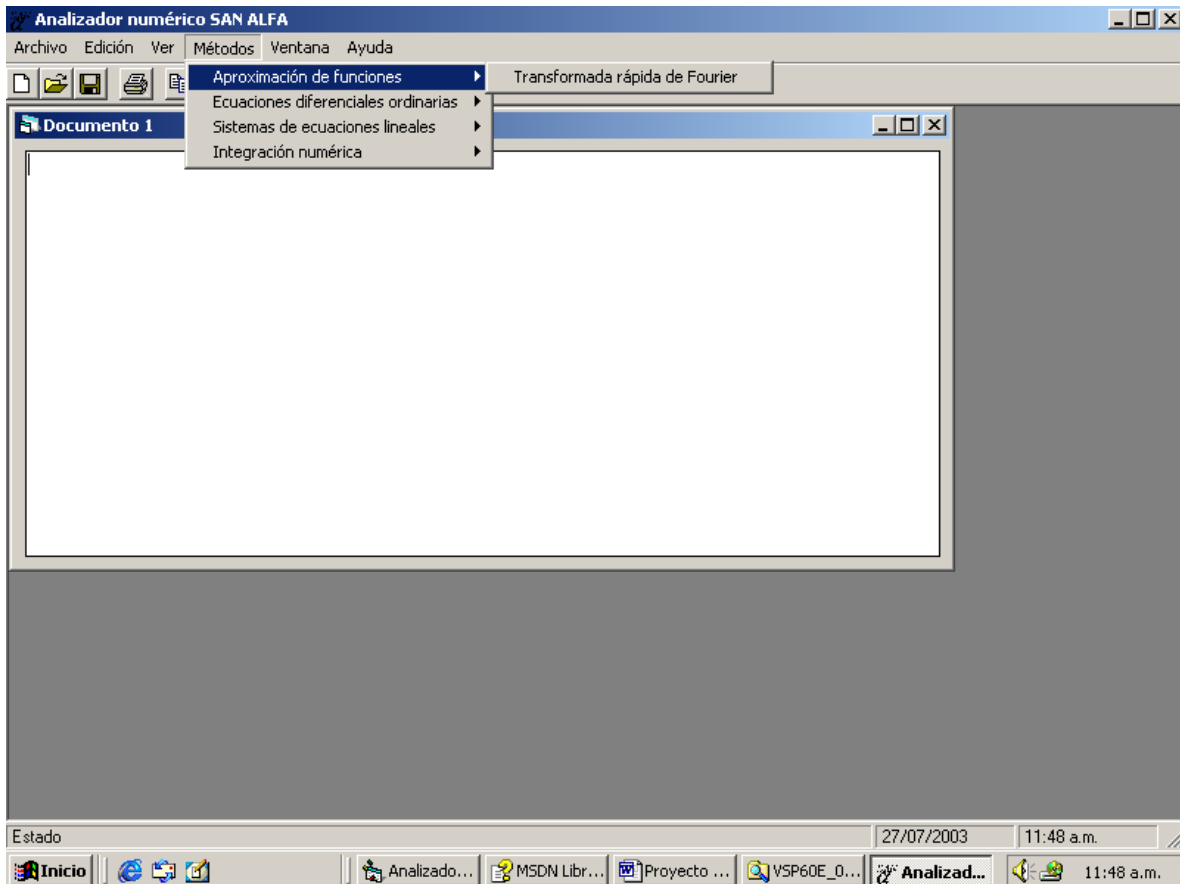 Analizador numérico SAN ALFA
Archivo Edición Ver Métodos Ventana Ayuda
Aproximación de funciones
Transformada rápida de Fourier
Ecuaciones diferenciales ordinarias
Sistemas de ecuaciones lineales
Integración numérica
Documento 1
Estado 27/07/2003 11:48 a.m.
Inicio Analizado... MSDN Libr... Proyecto ... VSP60E_0... Analizad... 11:48 a.m.